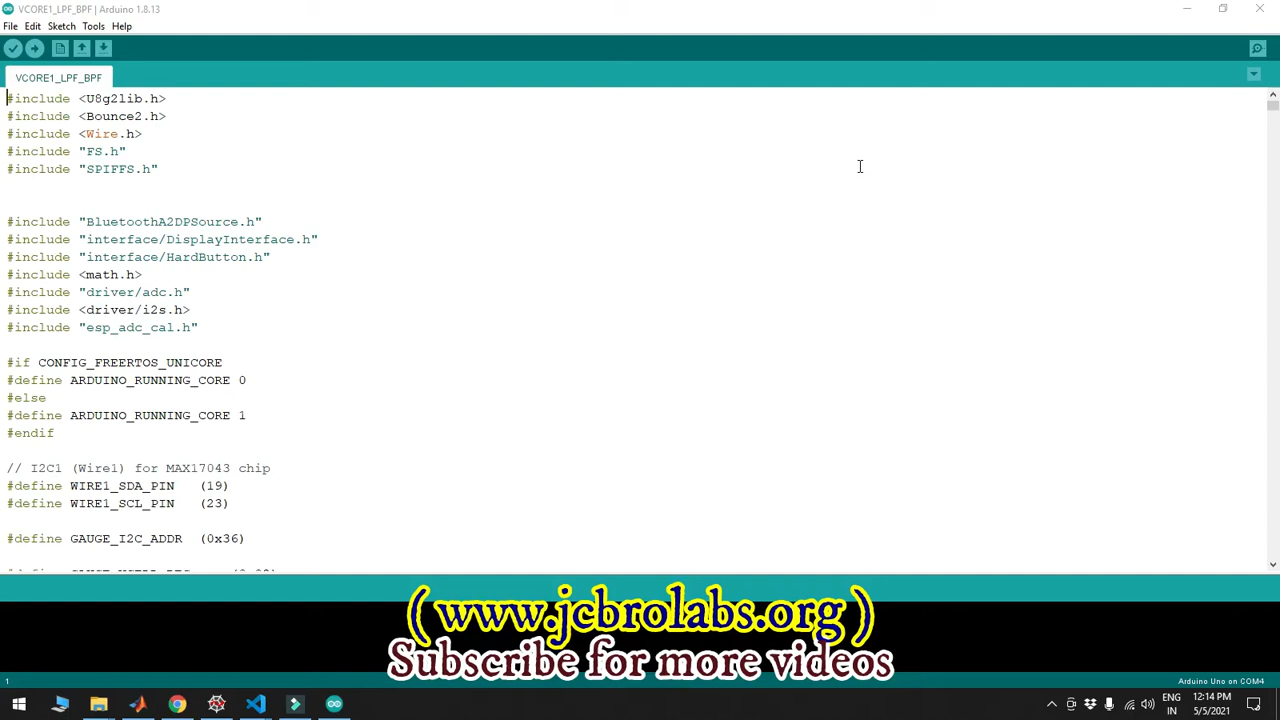 VCORE1_LPF_BPF | Arduino 1.8.13
File Edit Sketch Tools Help
VCORE1_LPF_BPF
#include <U8g2lib.h>
#include <Bounce2.h>
#include <Wire.h>
#include "FS.h"
#include "SPIFFS.h"
#include "BluetoothA2DPSource.h"
#include "interface/DisplayInterface.h"
#include "interface/HardButton.h"
#include <math.h>
#include "driver/adc.h"
#include <driver/i2s.h>
#include "esp_adc_cal.h"
#if CONFIG_FREERTOS_UNICORE
#define ARDUINO_RUNNING_CORE 0
#else
#define ARDUINO_RUNNING_CORE 1
#endif
// I2C1 (Wire1) for MAX17043 chip
#define WIRE1_SDA_PIN (19)
#define WIRE1_SCL_PIN (23)
#define GAUGE_I2C_ADDR (0x36)
( www.jcbrolabs.org )
Subscribe for more videos
1 Arduino Uno on COM4
ENG 12:14 PM
IN 5/5/2021